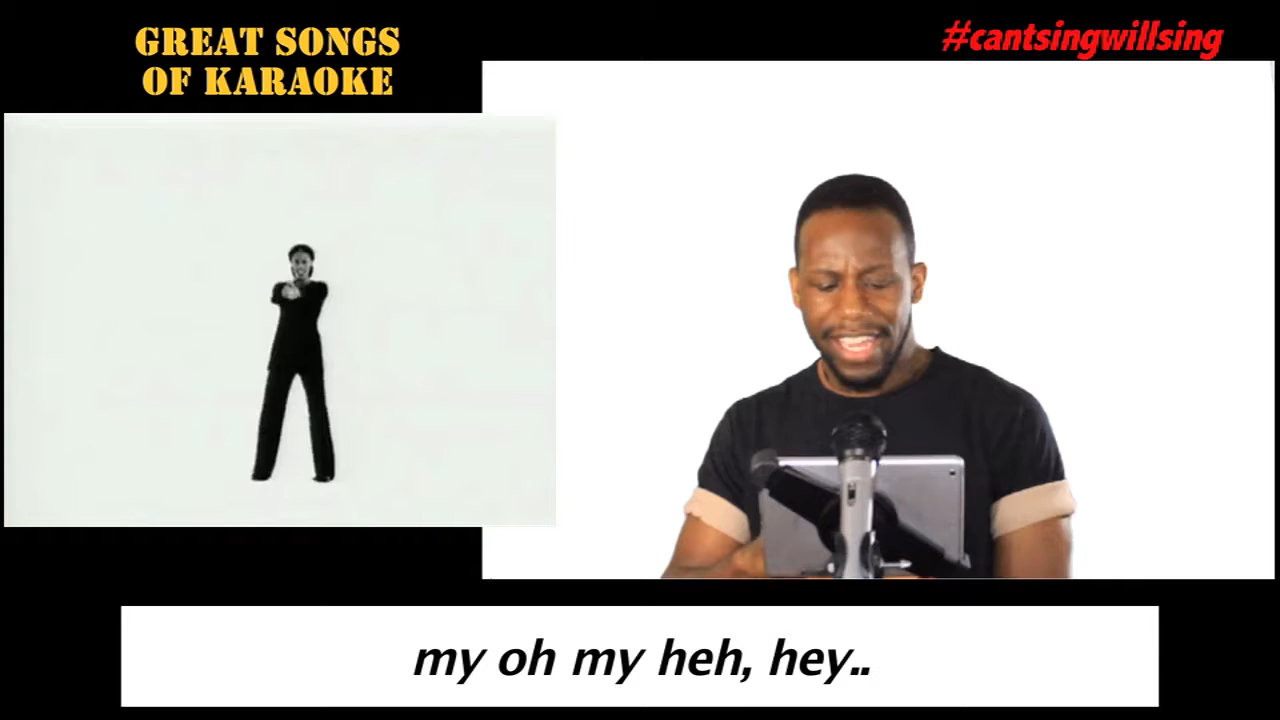 GREAT SONGS
OF KARAOKE
#cantsingwillsing
my oh my heh, hey..